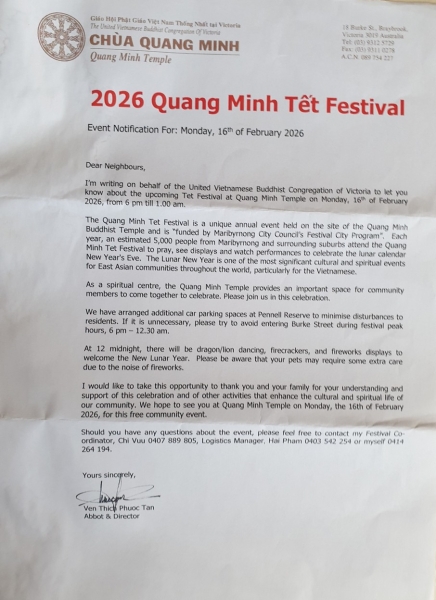 Giáo Hội Phật Giáo Việt Nam Thống Nhất tại Victoria
The United Vietnamese Buddhist Congregation Of Victoria
CHÙA QUANG MINH
Quang Minh Temple
18 Burke St., Braybrook,
Victoria 3019 Australia
Tel: (03) 9312 5729
Fax: (03) 9311 0278
A.C.N. 089 754 227
2026 Quang Minh Tết Festival
Event Notification For: Monday, 16th of February 2026
Dear Neighbours,
I'm writing on behalf of the United Vietnamese Buddhist Congregation of Victoria to let you
know about the upcoming Tet Festival at Quang Minh Temple on Monday, 16th of February
2026, from 6 pm till 1.00 am.
The Quang Minh Tet Festival is a unique annual event held on the site of the Quang Minh
Buddhist Temple and is "funded by Maribyrnong City Council's Festival City Program". Each
year, an estimated 5,000 people from Maribyrnong and surrounding suburbs attend the Quang
Minh Tet Festival to pray, see displays and watch performances to celebrate the lunar calendar
New Year's Eve. The Lunar New Year is one of the most significant cultural and spiritual events
for East Asian communities throughout the world, particularly for the Vietnamese.
As a spiritual centre, the Quang Minh Temple provides an important space for community
members to come together to celebrate. Please join us in this celebration.
We have arranged additional car parking spaces at Pennell Reserve to minimise disturbances to
residents. If it is unnecessary, please try to avoid entering Burke Street during festival peak
hours, 6 pm – 12.30 am.
At 12 midnight, there will be dragon/lion dancing, firecrackers, and fireworks displays to
welcome the New Lunar Year. Please be aware that your pets may require some extra care
due to the noise of fireworks.
I would like to take this opportunity to thank you and your family for your understanding and
support of this celebration and of other activities that enhance the cultural and spiritual life of
our community. We hope to see you at Quang Minh Temple on Monday, the 16th of February
2026, for this free community event.
Should you have any questions about the event, please feel free to contact my Festival Co-
ordinator, Chi Vuu 0407 889 805, Logistics Manager, Hai Pham 0403 542 254 or myself 0414
264 194.
Yours sincerely,
Ven Thich Phuoc Tan
Abbot & Director